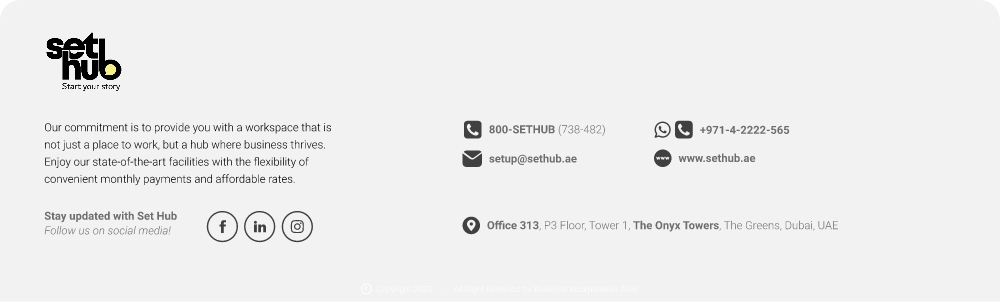 set
hub
Start your story
Our commitment is to provide you with a workspace that is
not just a place to work, but a hub where business thrives.
Enjoy our state-of-the-art facilities with the flexibility of
convenient monthly payments and affordable rates.
Stay updated with Set Hub
Follow us on social media!
f
in
800-SETHUB (738-482)
+971-4-2222-565
setup@sethub.ae
www
www.sethub.ae
Office 313, P3 Floor, Tower 1, The Onyx Towers, The Greens, Dubai, UAE